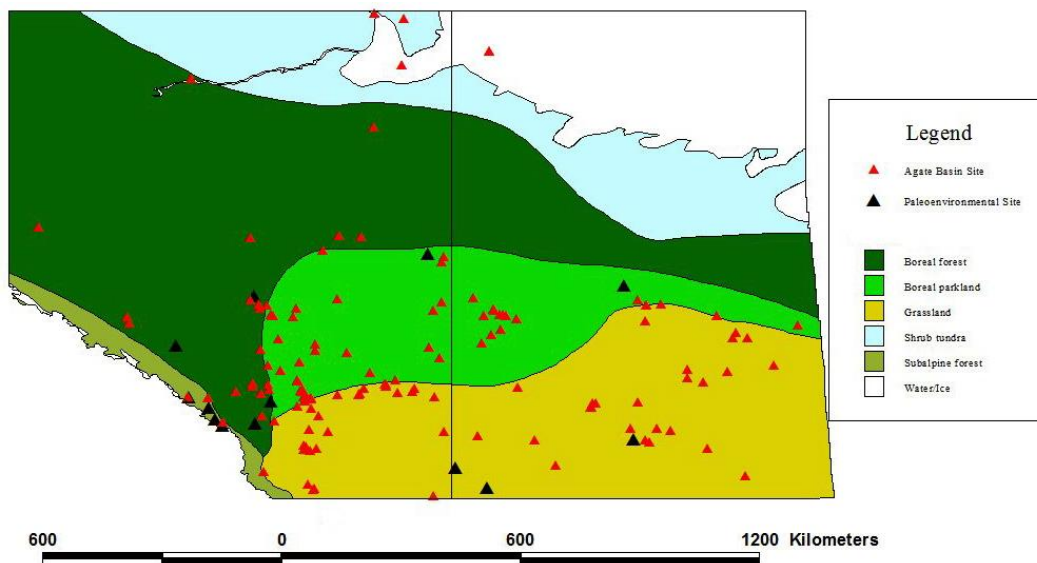 Legend
Agate Basin Site
Paleoenvironmental Site
Boreal forest
Boreal parkland
Grassland
Shrub tundra
Subalpine forest
Water/Ice
600 0 600 1200 Kilometers